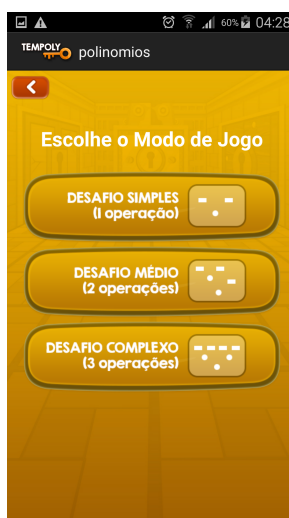 60% 04:28
TEMPOLY polinomios
Escolhe o Modo de Jogo
DESAFIO SIMPLES
(1 operação)
DESAFIO MÉDIO
(2 operações)
DESAFIO COMPLEXO
(3 operações)